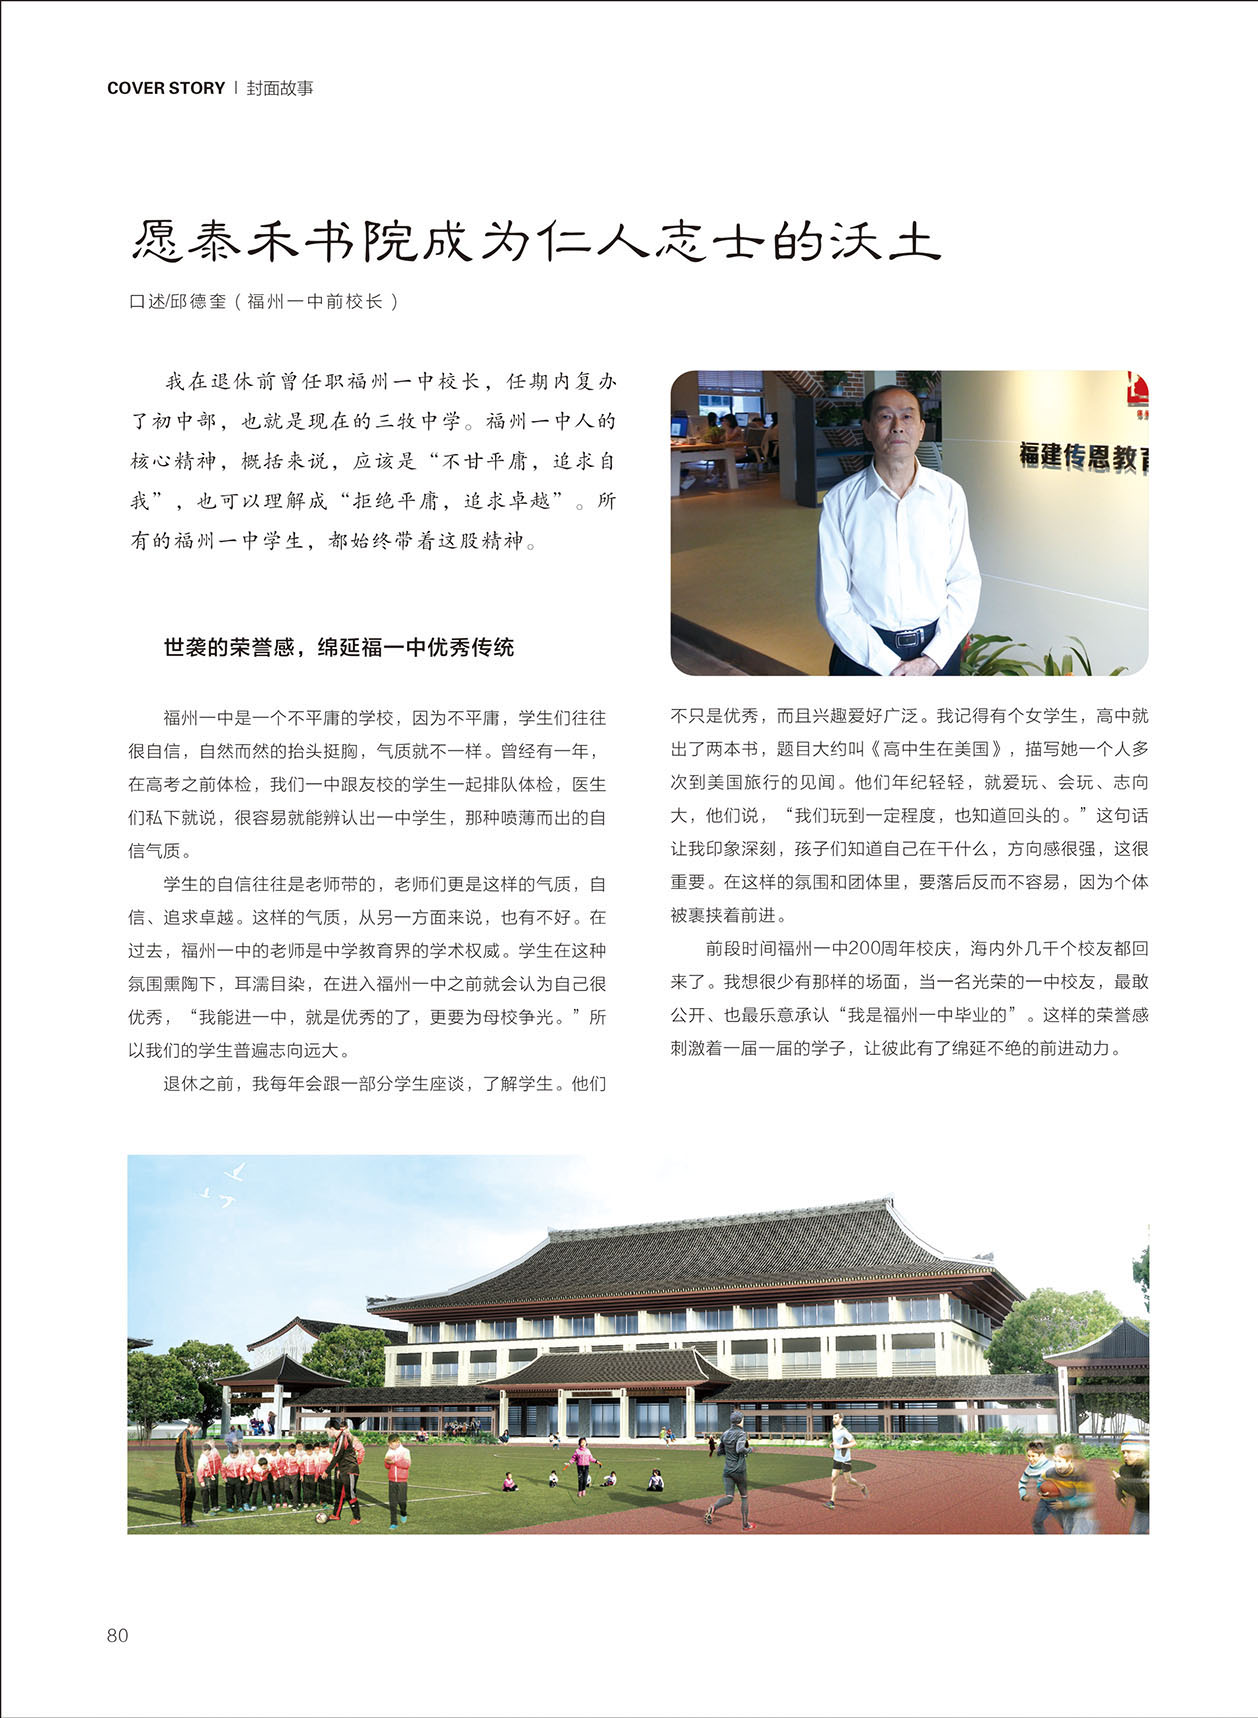 COVER STORY | 封面故事
愿泰禾书院成为仁人志士的沃土
口述/邱德奎（福州一中前校长）
我在退休前曾任职福州一中校长，任期内复办
了初中部，也就是现在的三牧中学。福州一中人的
核心精神，概括来说，应该是“不甘平庸，追求自
我”，也可以理解成“拒绝平庸，追求卓越”。所
有的福州一中学生，都始终带着这股精神。
福建传恩教育
世袭的荣誉感，绵延福一中优秀传统
福州一中是一个不平庸的学校，因为不平庸，学生们往往
很自信，自然而然的抬头挺胸，气质就不一样。曾经有一年，
在高考之前体检，我们一中跟友校的学生一起排队体检，医生
们私下就说，很容易就能辨认出一中学生，那种喷薄而出的自
信气质。
学生的自信往往是老师带的，老师们更是这样的气质，自
信、追求卓越。这样的气质，从另一方面来说，也有不好。在
过去，福州一中的老师是中学教育界的学术权威。学生在这种
氛围熏陶下，耳濡目染，在进入福州一中之前就会认为自己很
优秀，“我能进一中，就是优秀的了，更要为母校争光。”所
以我们的学生普遍志向远大。
退休之前，我每年会跟一部分学生座谈，了解学生。他们
不只是优秀，而且兴趣爱好广泛。我记得有个女学生，高中就
出了两本书，题目大约叫《高中生在美国》，描写她一个人多
次到美国旅行的见闻。他们年纪轻轻，就爱玩、会玩、志向
大，他们说，“我们玩到一定程度，也知道回头的。”这句话
让我印象深刻，孩子们知道自己在干什么，方向感很强，这很
重要。在这样的氛围和团体里，要落后反而不容易，因为个体
被裹挟着前进。
前段时间福州一中200周年校庆，海内外几千个校友都回
来了。我想很少有那样的场面，当一名光荣的一中校友，最敢
公开、也最乐意承认“我是福州一中毕业的”。这样的荣誉感
刺激着一届一届的学子，让彼此有了绵延不绝的前进动力。
80